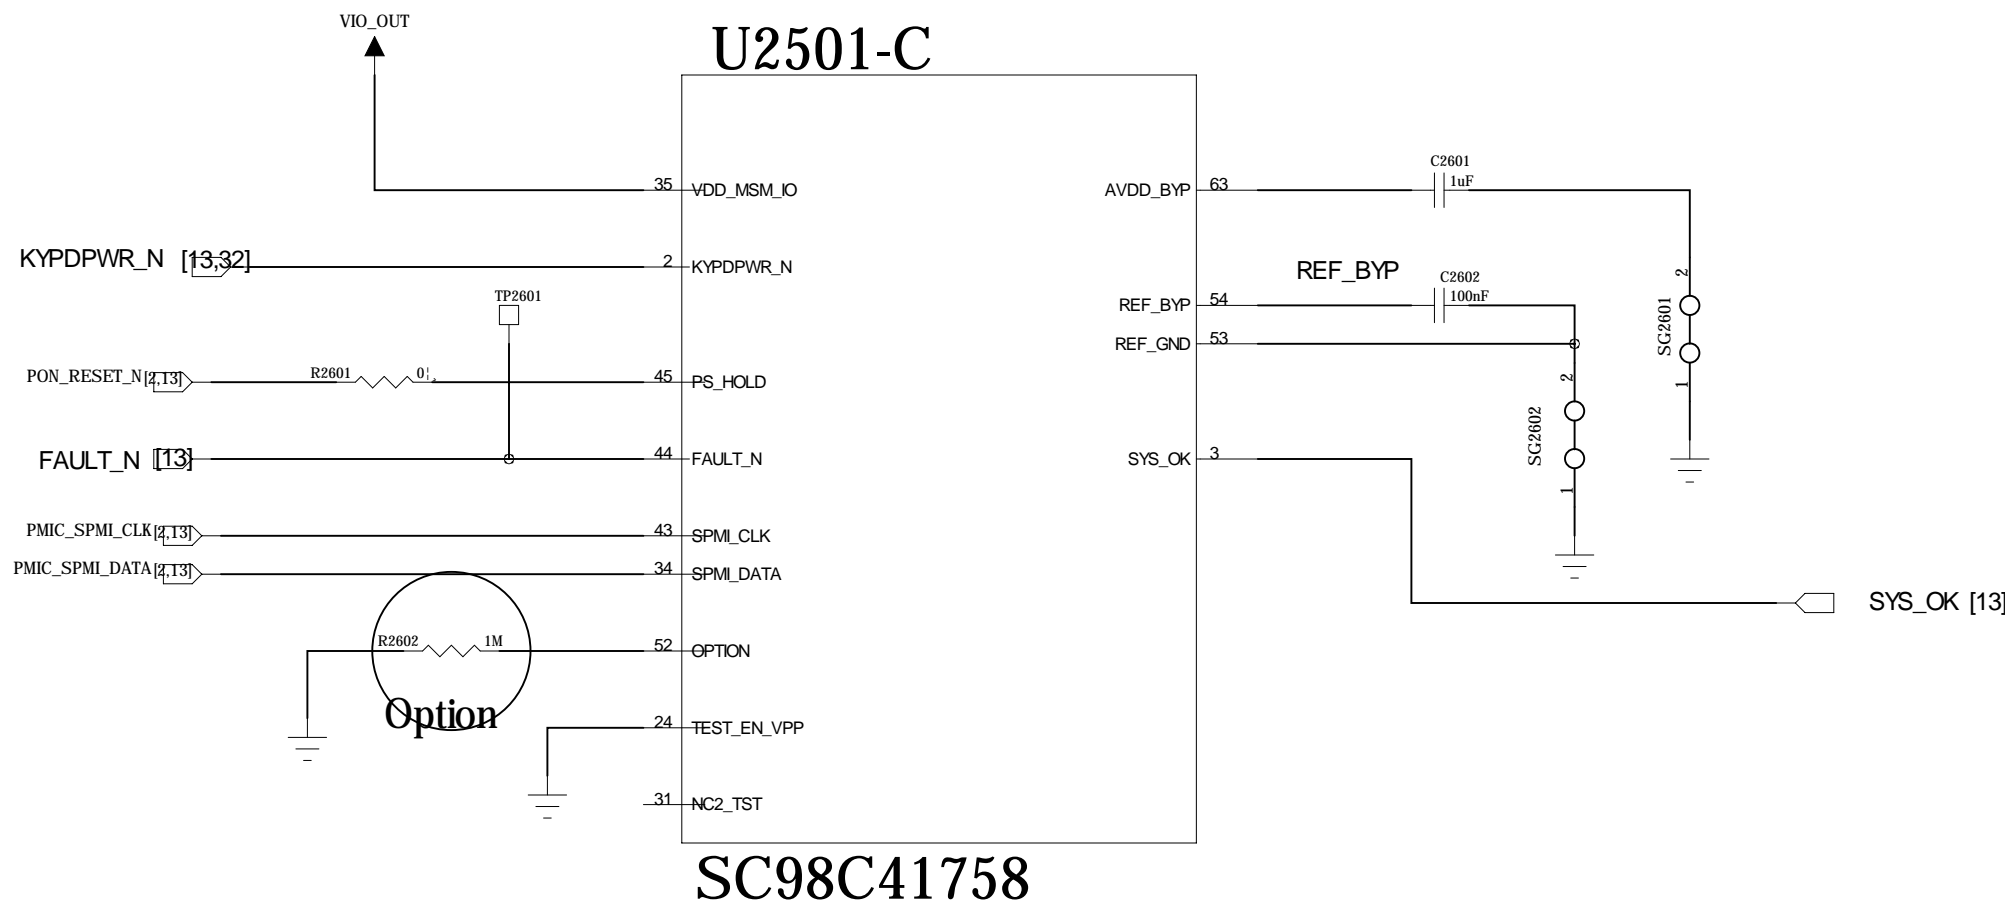 VIO_OUT
U2501-C
35 VDD_MSM_IO
AVDD_BYP 63
C2601
1uF
KYPDPWR_N [13,32]
2 KYPDPWR_N
REF_BYP
C2602
100nF
REF_BYP 54
REF_GND 53
2
SG2601
1
TP2601
PON_RESET_N[2,13]
R2601 0¦¸
45 PS_HOLD
2
SG2602
1
FAULT_N [13]
44 FAULT_N
SYS_OK 3
PMIC_SPMI_CLK[2,13]
43 SPMI_CLK
PMIC_SPMI_DATA[2,13]
34 SPMI_DATA
SYS_OK [13]
R2602 1M
52 OPTION
Option
24 TEST_EN_VPP
31 NC2_TST
SC98C41758